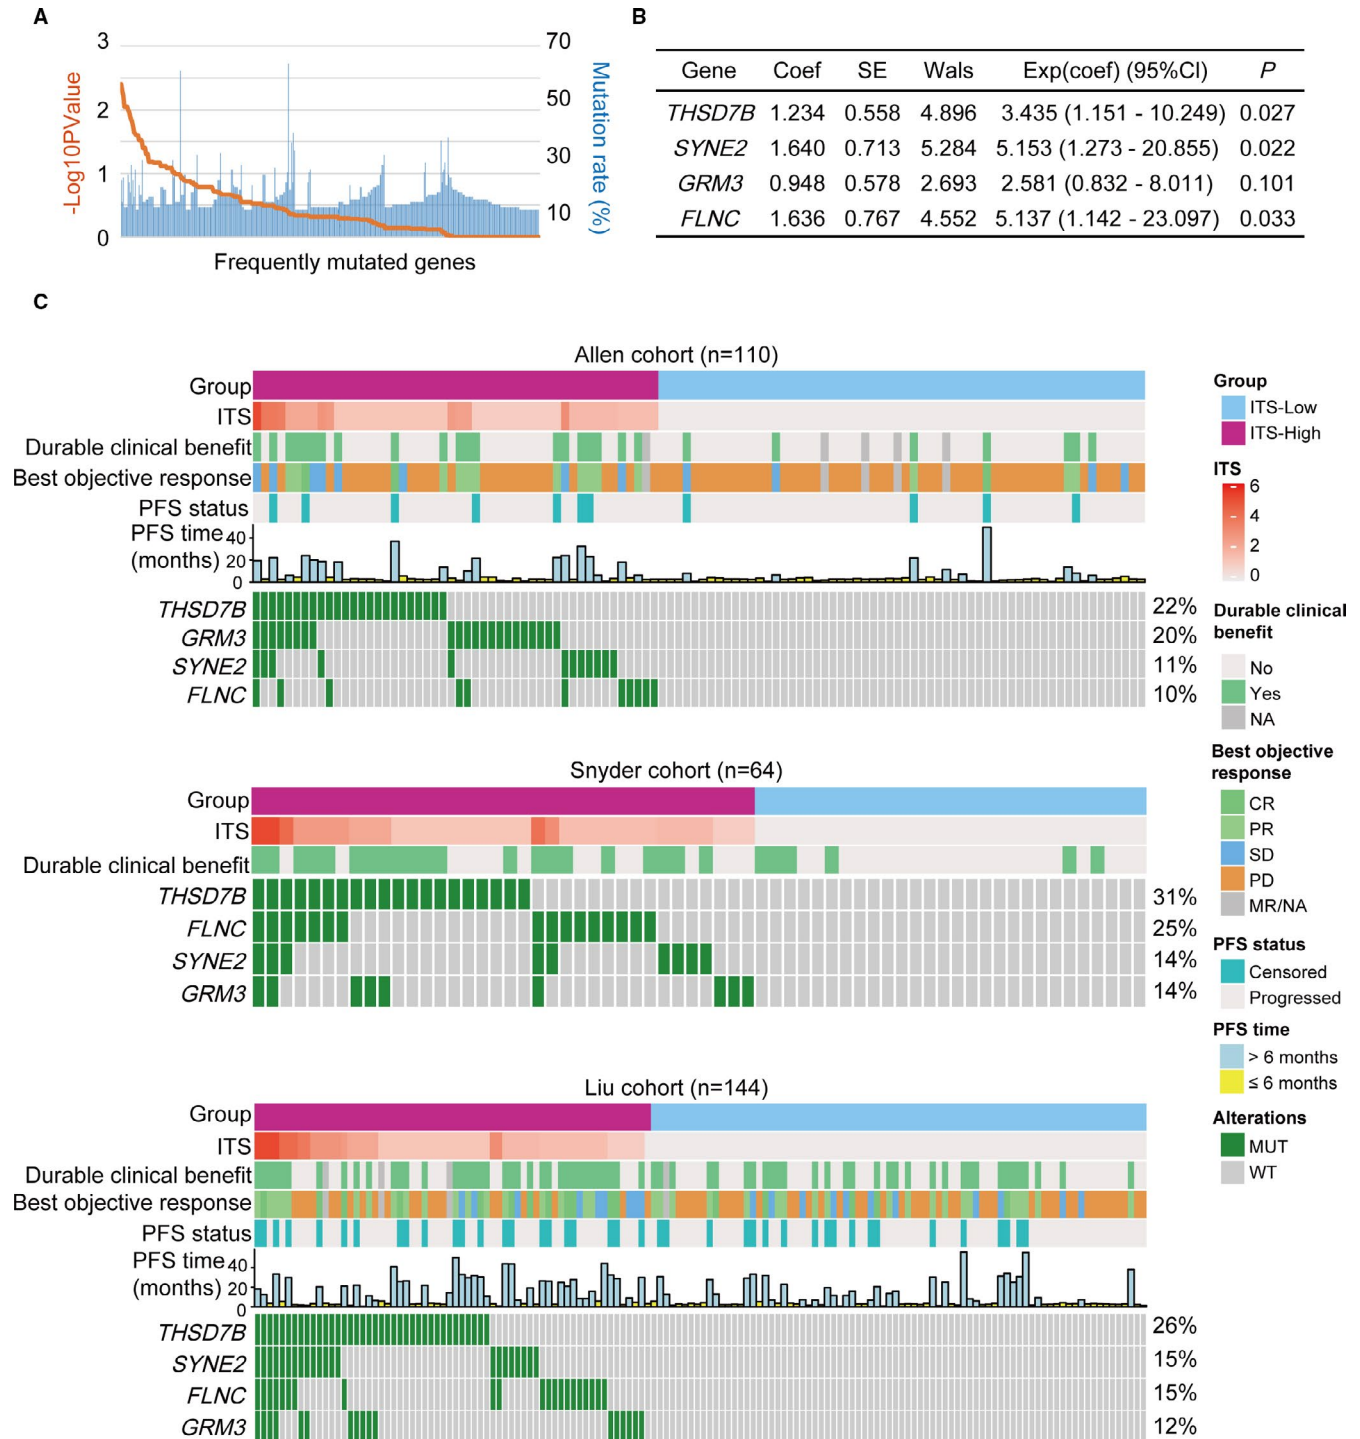 A
3
2
1
0
-Log10PValue
70
50
30
10
Mutation rate (%)
Frequently mutated genes
B
Gene Coef SE Wals Exp(coef) (95%CI) P
THSD7B 1.234 0.558 4.896 3.435 (1.151 - 10.249) 0.027
SYNE2 1.640 0.713 5.284 5.153 (1.273 - 20.855) 0.022
GRM3 0.948 0.578 2.693 2.581 (0.832 - 8.011) 0.101
FLNC 1.636 0.767 4.552 5.137 (1.142 - 23.097) 0.033
C
Allen cohort (n=110)
Group
ITS
Durable clinical benefit
Best objective response
PFS status
PFS time
(months)
40
20
0
THSD7B 22%
GRM3 20%
SYNE2 11%
FLNC 10%
Snyder cohort (n=64)
Group
ITS
Durable clinical benefit
THSD7B 31%
FLNC 25%
SYNE2 14%
GRM3 14%
Liu cohort (n=144)
Group
ITS
Durable clinical benefit
Best objective response
PFS status
PFS time
(months)
40
20
0
THSD7B 26%
SYNE2 15%
FLNC 15%
GRM3 12%
Group
ITS-Low
ITS-High
ITS
6
4
2
0
Durable clinical
benefit
No
Yes
NA
Best objective
response
CR
PR
SD
PD
MR/NA
PFS status
Censored
Progressed
PFS time
> 6 months
≤ 6 months
Alterations
MUT
WT